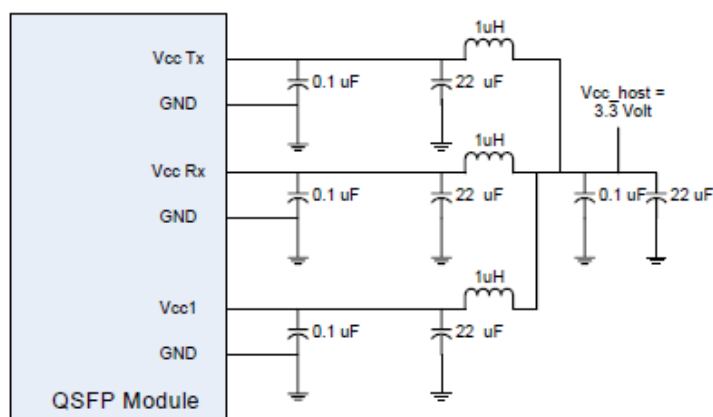 1uH
Vcc Tx
0.1 uF
22 uF
GND
Vcc_host =
3.3 Volt
1uH
Vcc Rx
0.1 uF
22 uF
0.1 uF
22 uF
GND
1uH
Vcc1
0.1 uF
22 uF
GND
QSFP Module